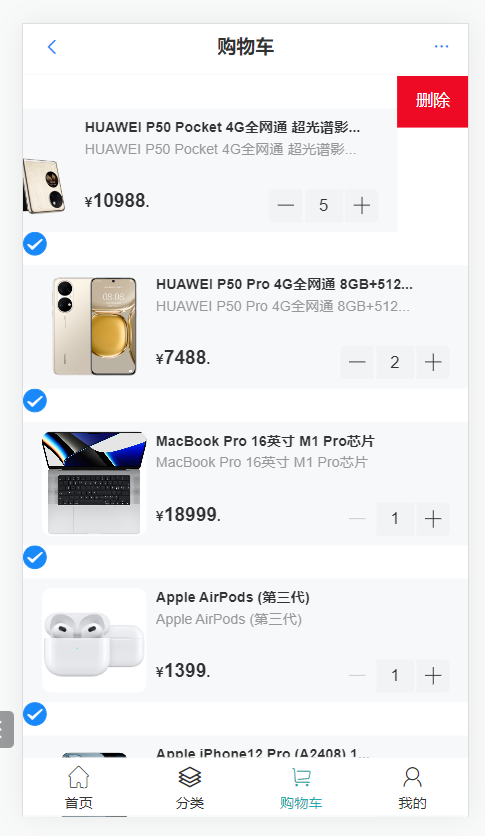 购物车
删除
HUAWEI P50 Pocket 4G全网通 超光谱影...
HUAWEI P50 Pocket 4G全网通 超光谱影...
¥10988.
5
HUAWEI P50 Pro 4G全网通 8GB+512...
HUAWEI P50 Pro 4G全网通 8GB+512...
¥7488.
2
MacBook Pro 16英寸 M1 Pro芯片
MacBook Pro 16英寸 M1 Pro芯片
¥18999.
1
Apple AirPods (第三代)
Apple AirPods (第三代)
¥1399.
1
Apple iPhone12 Pro (A2408) 1...
首页
分类
购物车
我的